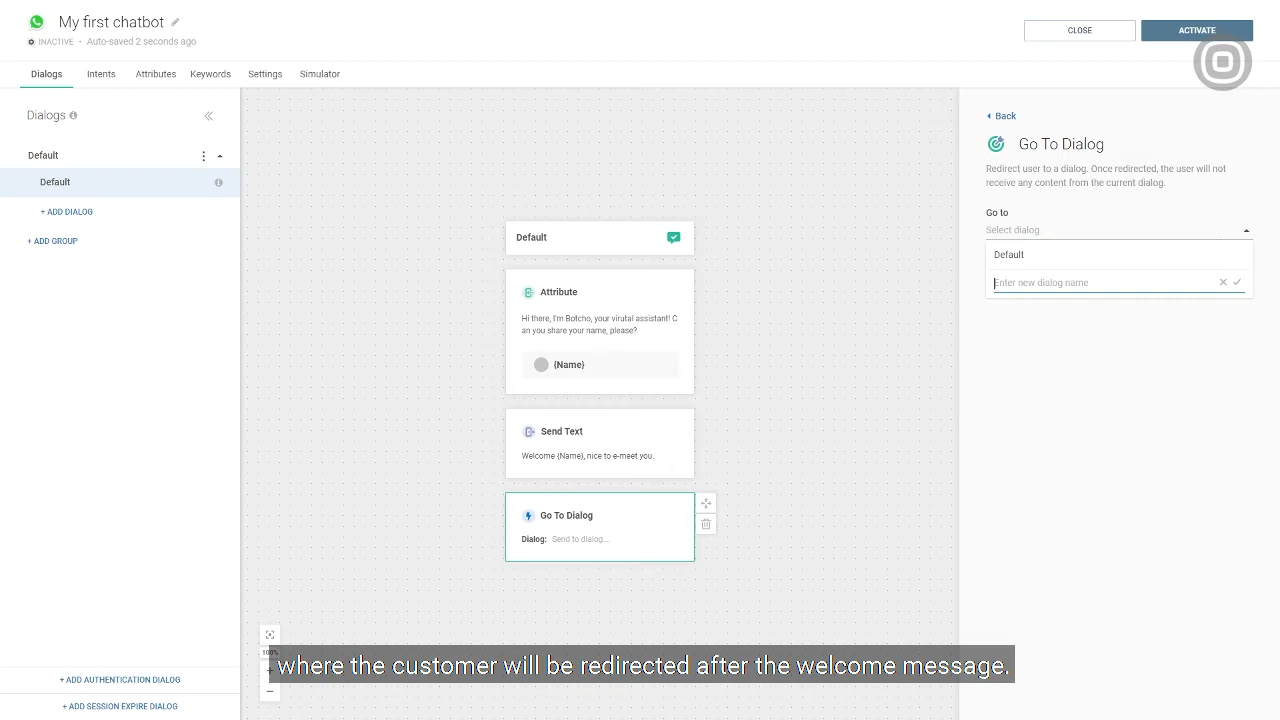 My first chatbot
INACTIVE • Auto-saved 2 seconds ago
CLOSE
ACTIVATE
Dialogs
Intents
Attributes
Keywords
Settings
Simulator
Dialogs
Default
Default
+ ADD DIALOG
+ ADD GROUP
+ ADD AUTHENTICATION DIALOG
+ ADD SESSION EXPIRE DIALOG
Default
Attribute
Hi there, I'm Botcho, your virutal assistant! C
an you share your name, please?
{Name}
Send Text
Welcome {Name}, nice to e-meet you.
Go To Dialog
Dialog: Send to dialog...
100%
+
−
Back
Go To Dialog
Redirect user to a dialog. Once redirected, the user will not
receive any content from the current dialog.
Go to
Select dialog
Default
Enter new dialog name
where the customer will be redirected after the welcome message.